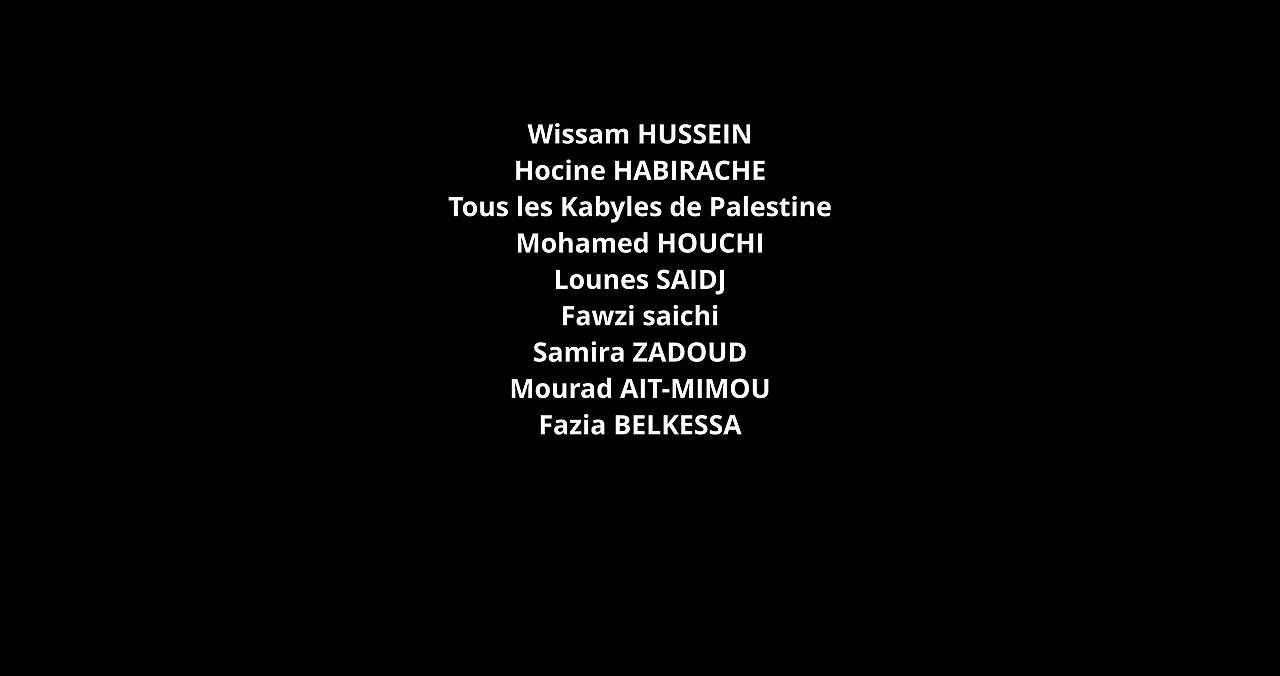 Wissam HUSSEIN
Hocine HABIRACHE
Tous les Kabyles de Palestine
Mohamed HOUCHI
Lounes SAIDJ
Fawzi saichi
Samira ZADOUD
Mourad AIT-MIMOU
Fazia BELKESSA